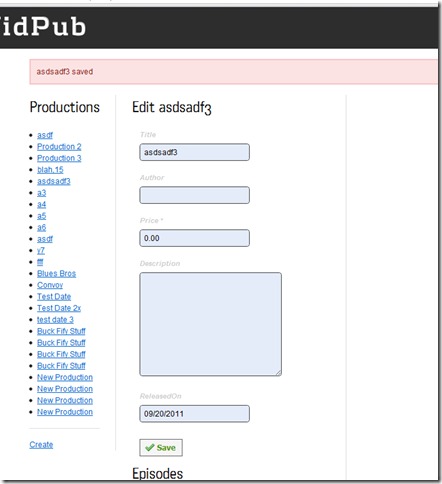 VidPub
asdsadf3 saved
Productions
asdf
Production 2
Production 3
blah.15
asdsadf3
a3
a4
a5
a6
asdf
y7
fff
Blues Bros
Convoy
Test Date
Test Date 2x
test date 3
Buck Fify Stuff
Buck Fify Stuff
Buck Fify Stuff
Buck Fify Stuff
New Production
New Production
New Production
New Production
Create
Edit asdsadf3
Title
asdsadf3
Author
Price *
0.00
Description
ReleasedOn
09/20/2011
Save
Episodes